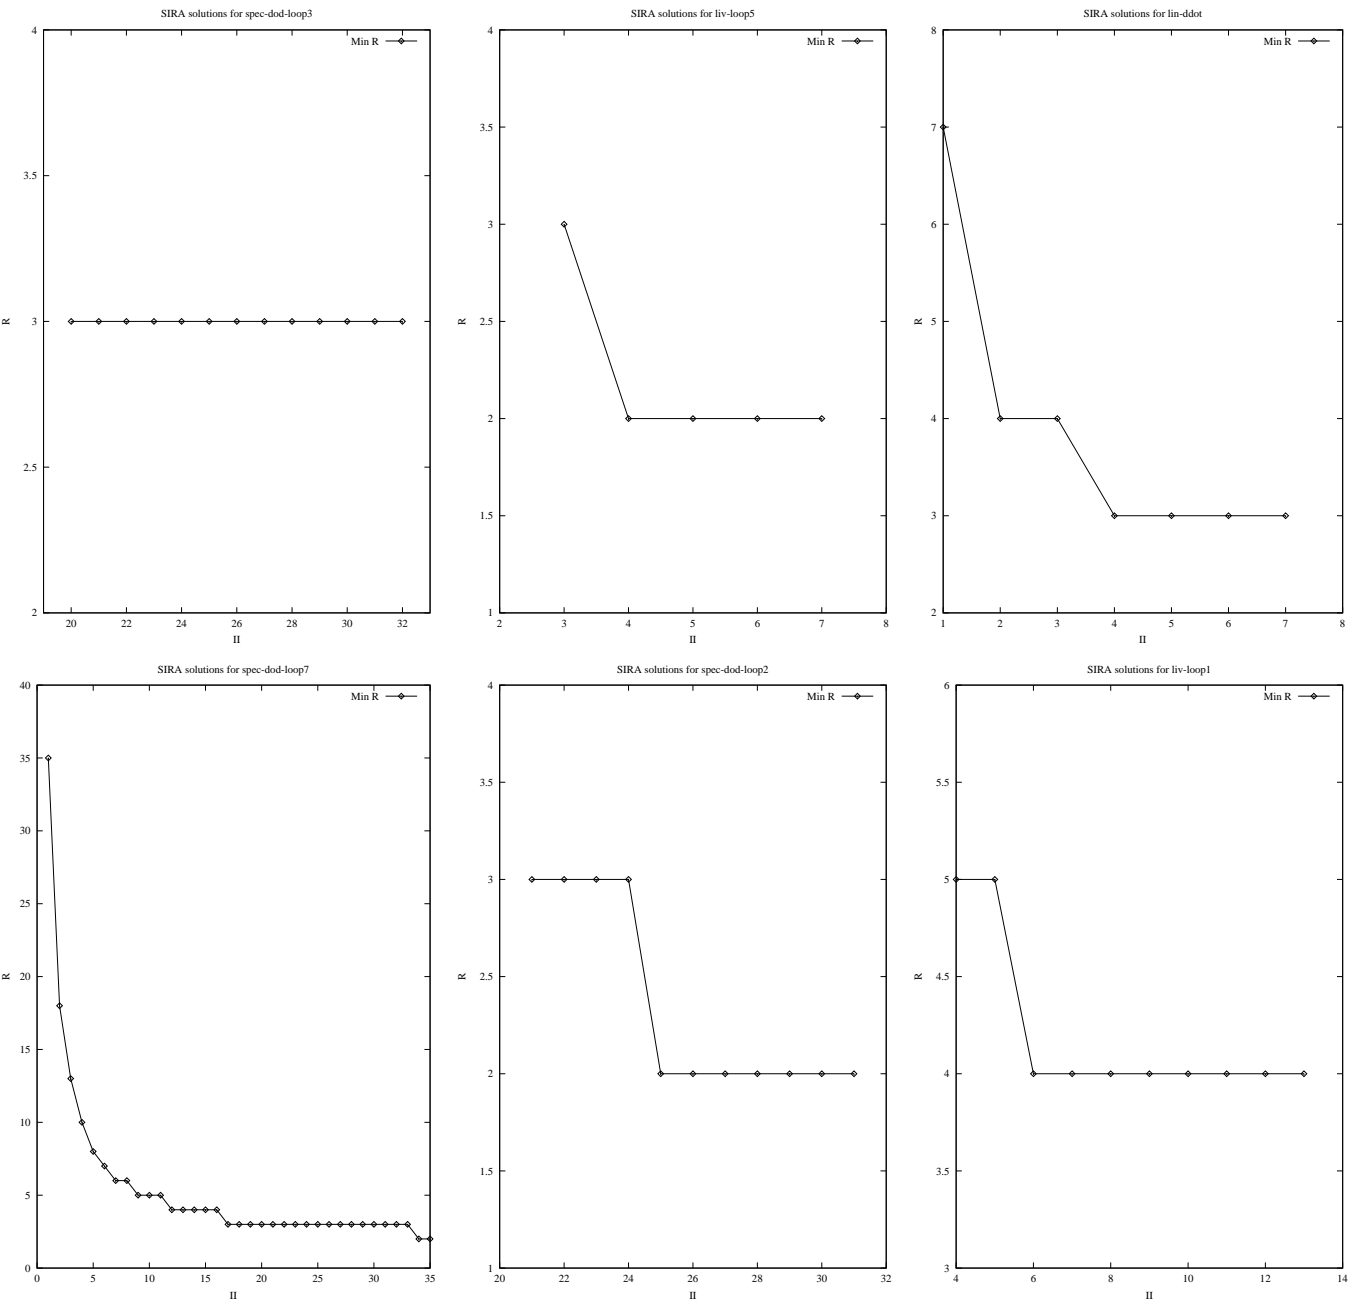 SIRA solutions for spec-dod-loop3
Min R
4
3.5
3
2.5
2
R
20 22 24 26 28 30 32
II
SIRA solutions for liv-loop5
Min R
4
3.5
3
2.5
2
1.5
1
R
2 3 4 5 6 7 8
II
SIRA solutions for lin-ddot
Min R
8
7
6
5
4
3
2
R
1 2 3 4 5 6 7 8
II
SIRA solutions for spec-dod-loop7
Min R
40
35
30
25
20
15
10
5
0
R
0 5 10 15 20 25 30 35
II
SIRA solutions for spec-dod-loop2
Min R
4
3.5
3
2.5
2
1.5
1
R
20 22 24 26 28 30 32
II
SIRA solutions for liv-loop1
Min R
6
5.5
5
4.5
4
3.5
3
R
4 6 8 10 12 14
II